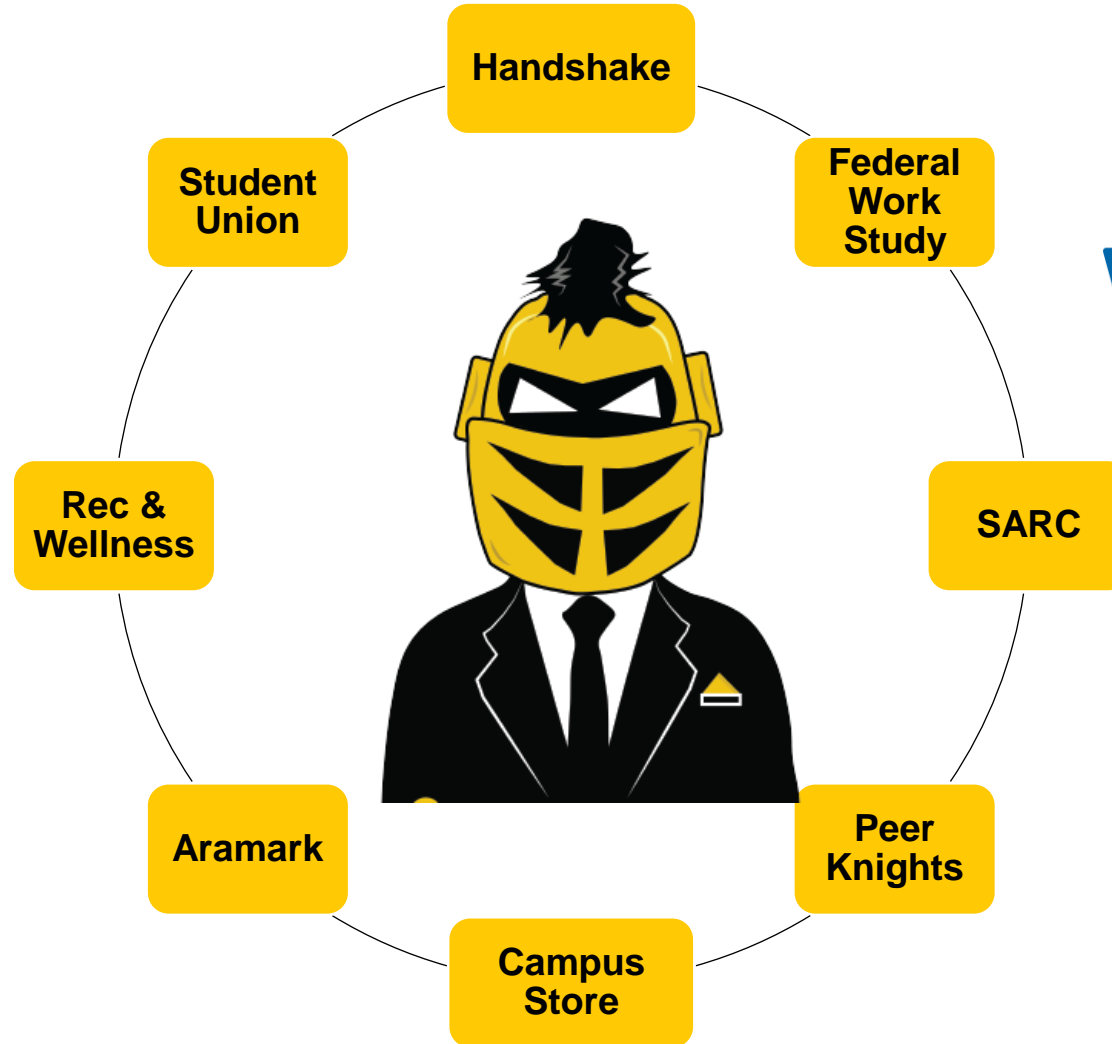 Handshake
Federal
Work
Study
SARC
Peer
Knights
Campus
Store
Aramark
Rec &
Wellness
Student
Union